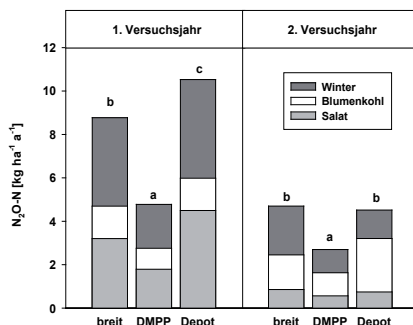 1. Versuchsjahr 2. Versuchsjahr
12
10
8
6
4
2
0
N₂O-N [kg ha⁻¹ a⁻¹]
b a c
b a b
Winter
Blumenkohl
Salat
breit DMPP Depot breit DMPP Depot